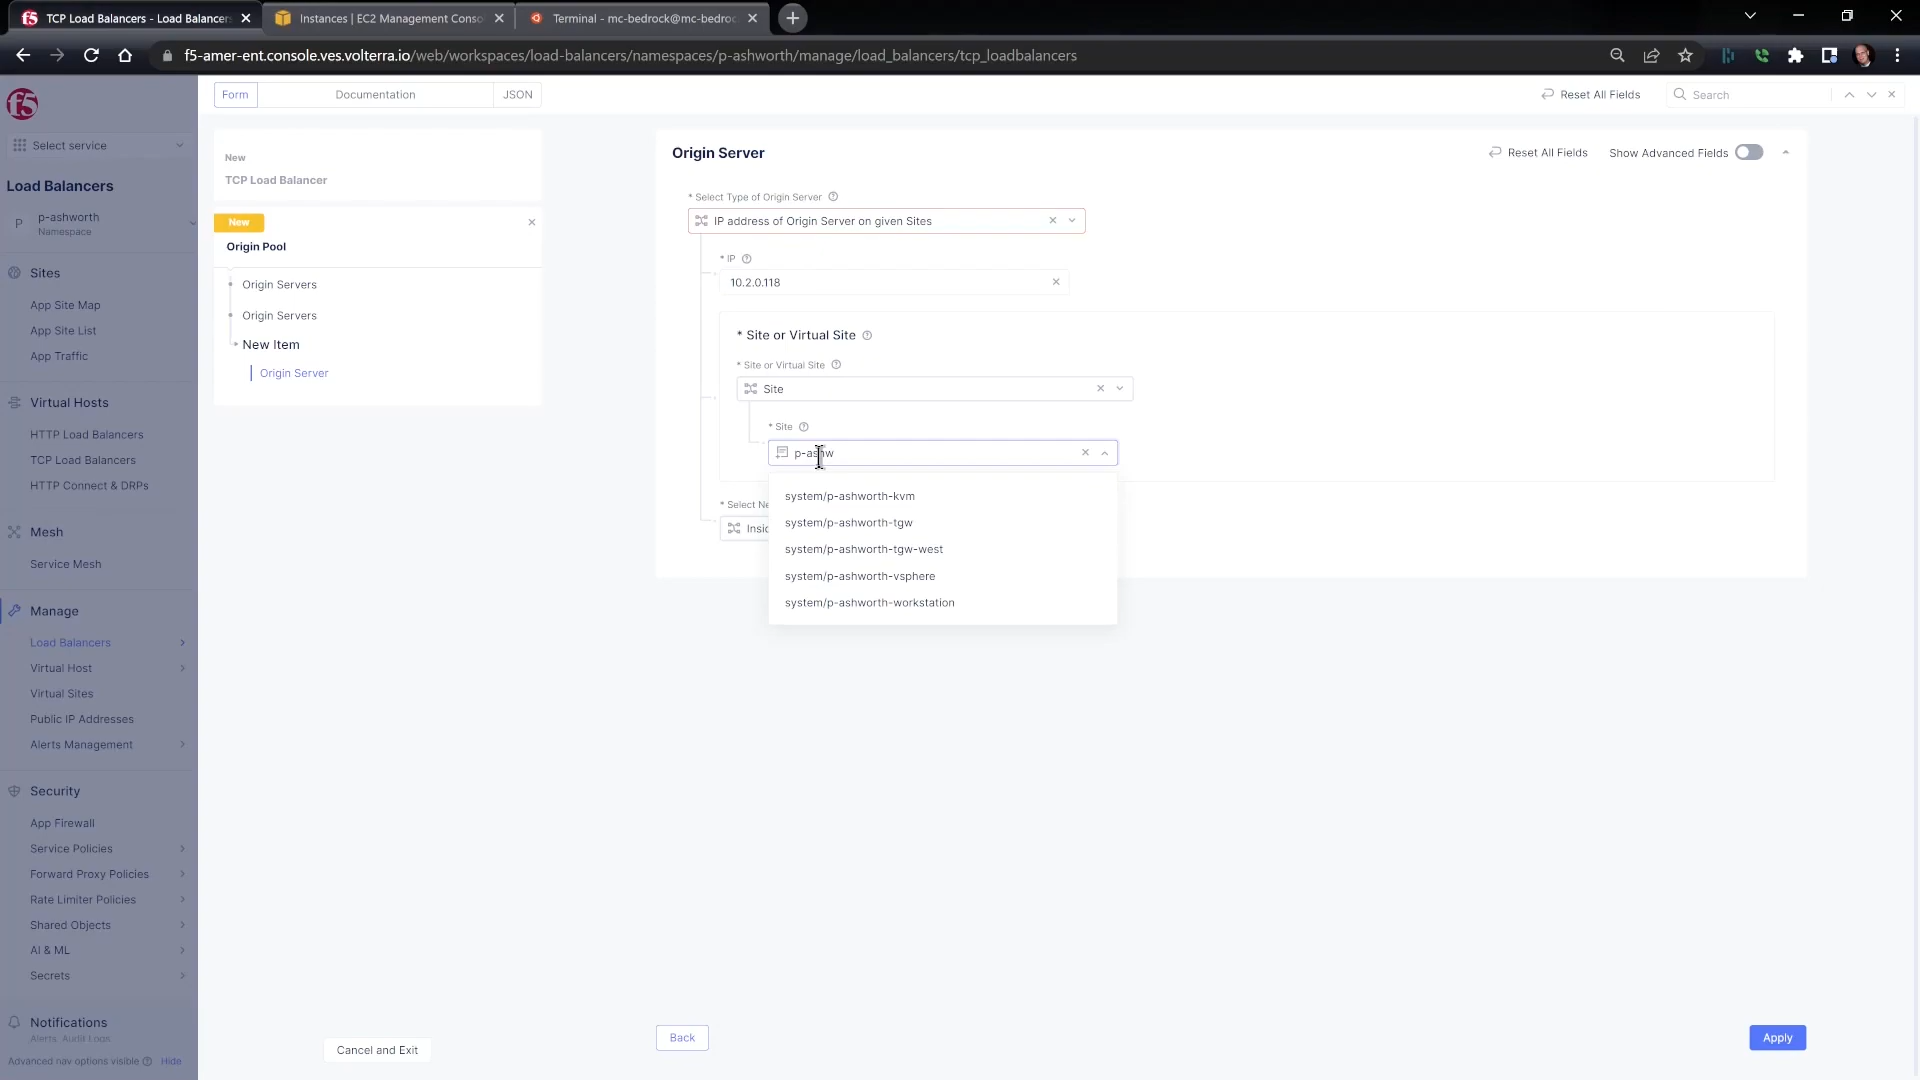 TCP Load Balancers - Load Balancers
Instances | EC2 Management Conso
Terminal - mc-bedrock@mc-bedroc
f5-amer-ent.console.ves.volterra.io/web/workspaces/load-balancers/namespaces/p-ashworth/manage/load_balancers/tcp_loadbalancers
f5
Select service
Load Balancers
P
p-ashworth
Namespace
Sites
App Site Map
App Site List
App Traffic
Virtual Hosts
HTTP Load Balancers
TCP Load Balancers
HTTP Connect & DRPs
Mesh
Service Mesh
Manage
Load Balancers
Virtual Host
Virtual Sites
Public IP Addresses
Alerts Management
Security
App Firewall
Service Policies
Forward Proxy Policies
Rate Limiter Policies
Shared Objects
AI & ML
Secrets
Notifications
Alerts Audit Logs
Advanced nav options visible
Hide
Form
Documentation
JSON
Reset All Fields
Search
New
TCP Load Balancer
New
Origin Pool
Origin Servers
Origin Servers
New Item
Origin Server
Cancel and Exit
Origin Server
Reset All Fields
Show Advanced Fields
* Select Type of Origin Server
IP address of Origin Server on given Sites
* IP
10.2.0.118
* Site or Virtual Site
* Site or Virtual Site
Site
* Site
p-ashw
system/p-ashworth-kvm
system/p-ashworth-tgw
system/p-ashworth-tgw-west
system/p-ashworth-vsphere
system/p-ashworth-workstation
* Select Ne
Insid
Back
Apply